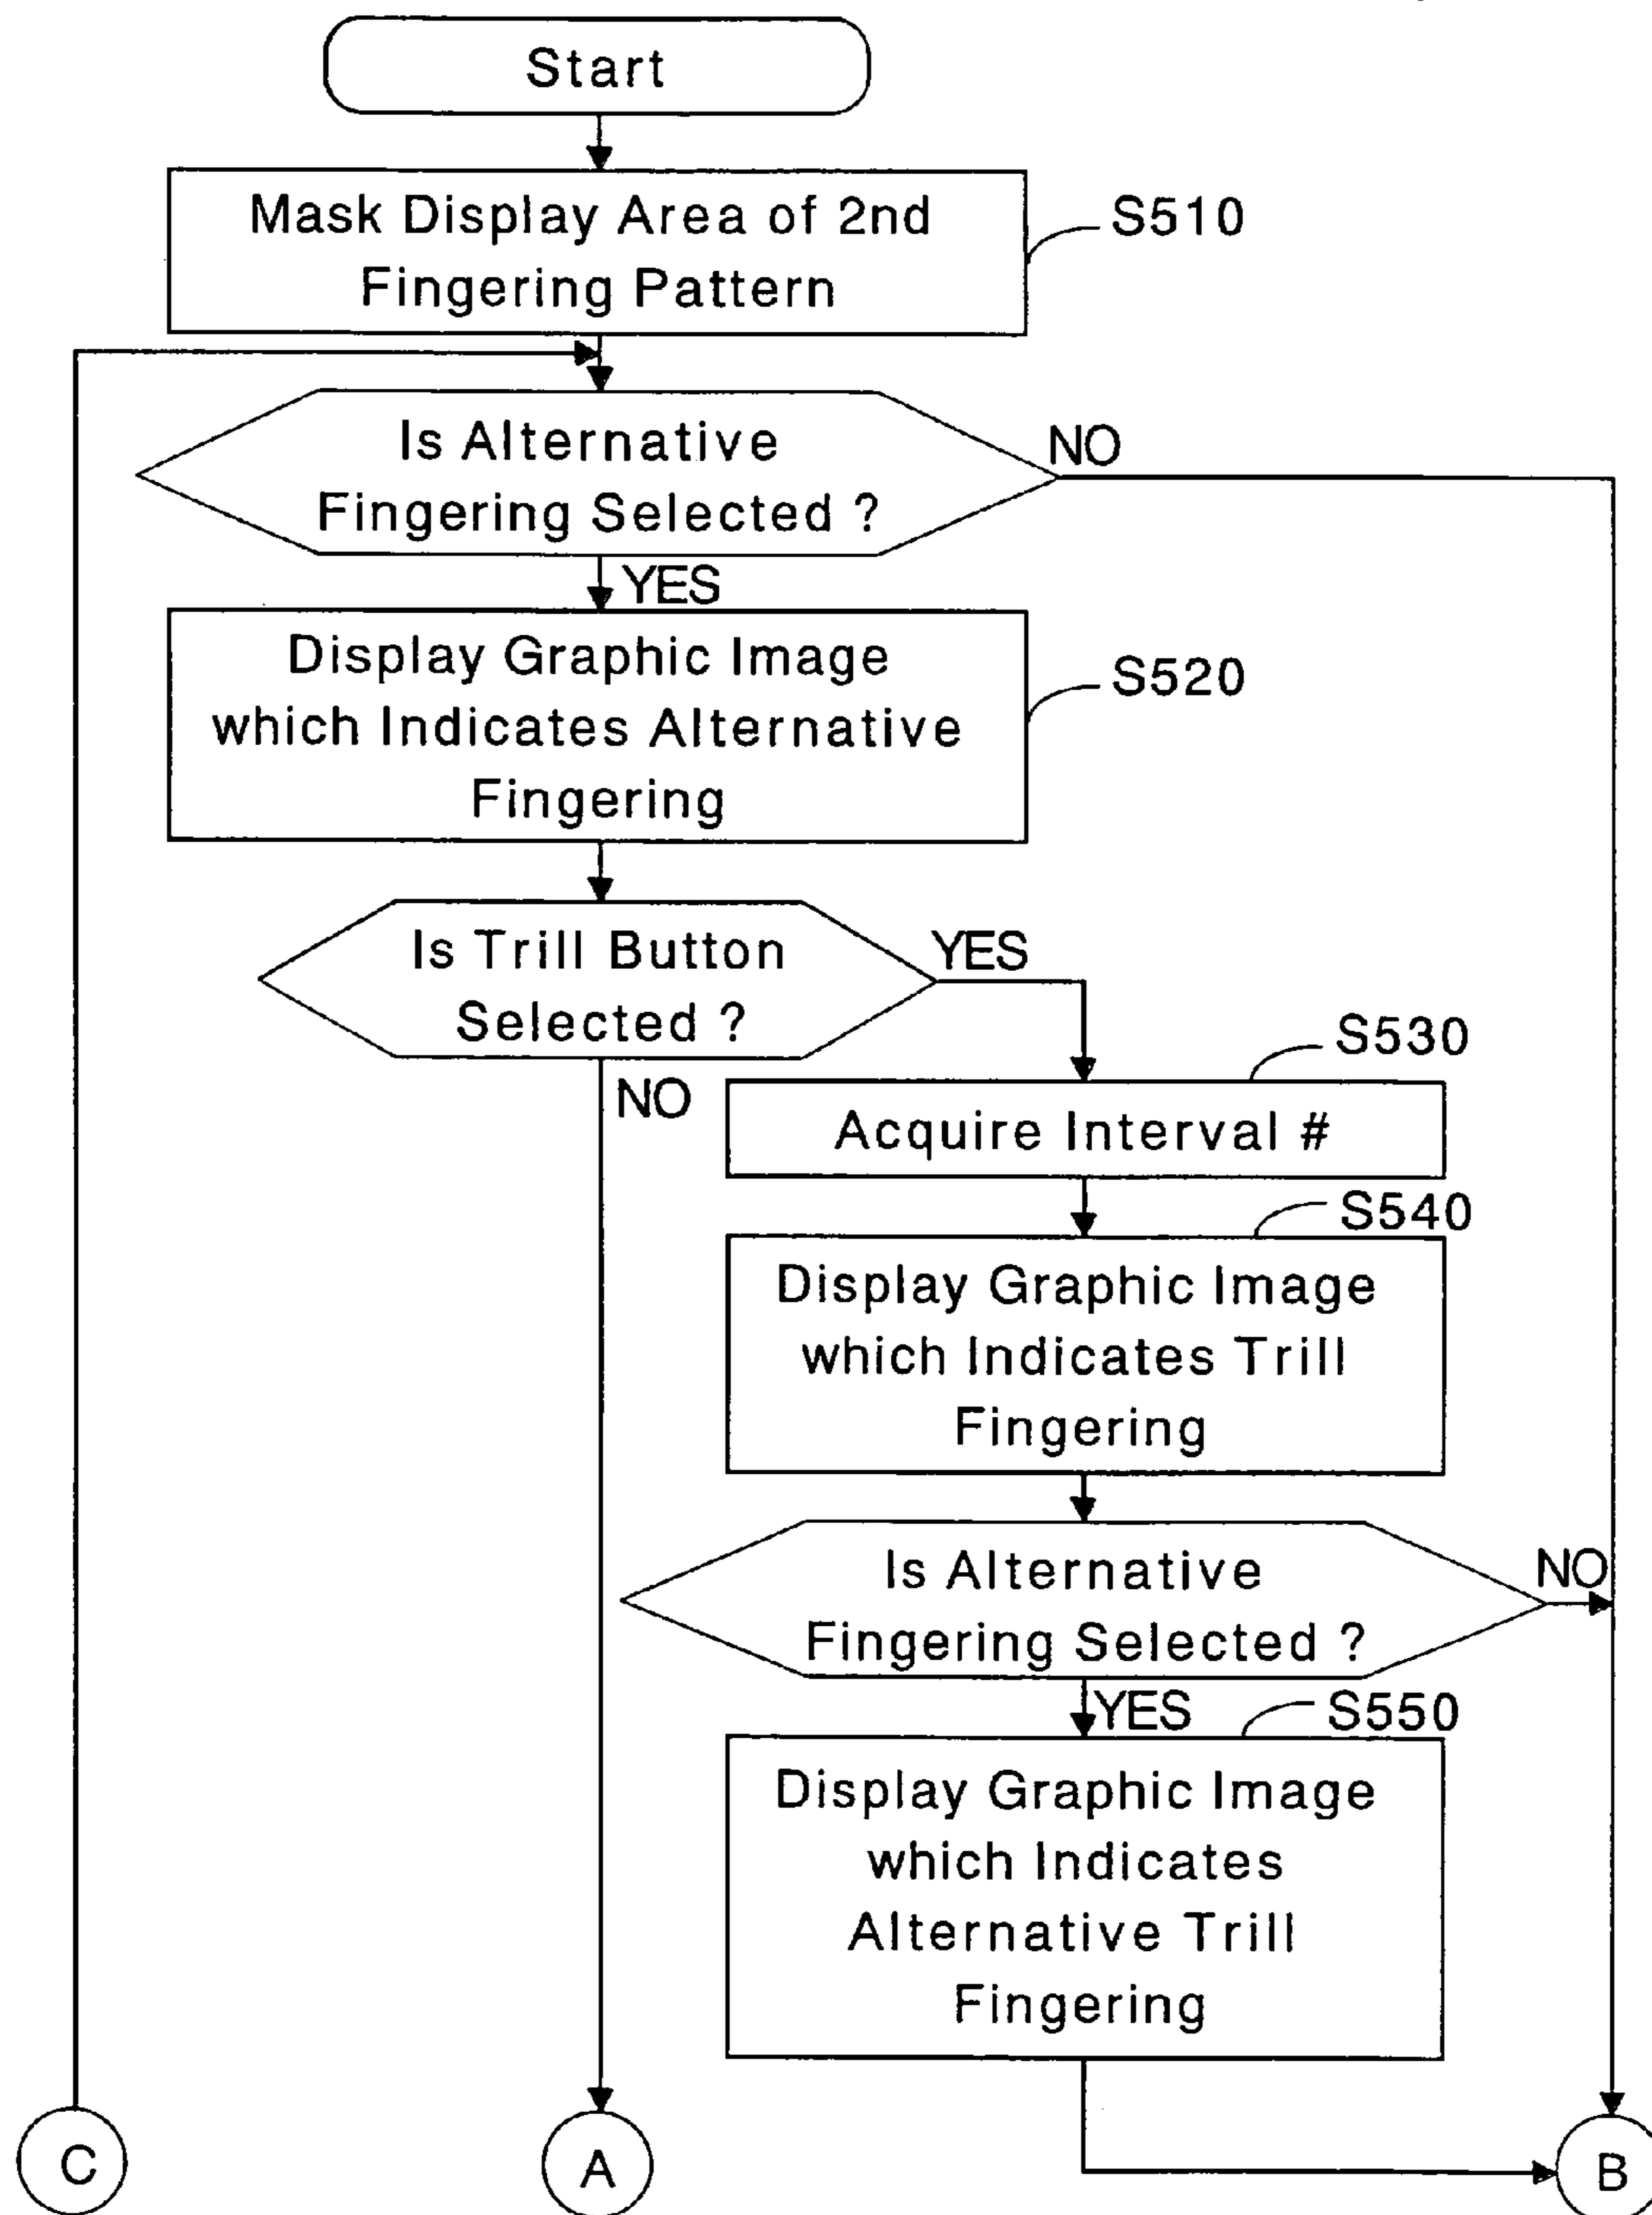 Start
Mask Display Area of 2nd
Fingering Pattern
S510
Is Alternative
Fingering Selected ?
NO
YES
Display Graphic Image
which Indicates Alternative
Fingering
S520
Is Trill Button
Selected ?
YES
NO
S530
Acquire Interval #
S540
Display Graphic Image
which Indicates Trill
Fingering
Is Alternative
Fingering Selected ?
NO
YES
S550
Display Graphic Image
which Indicates
Alternative Trill
Fingering
C
A
B